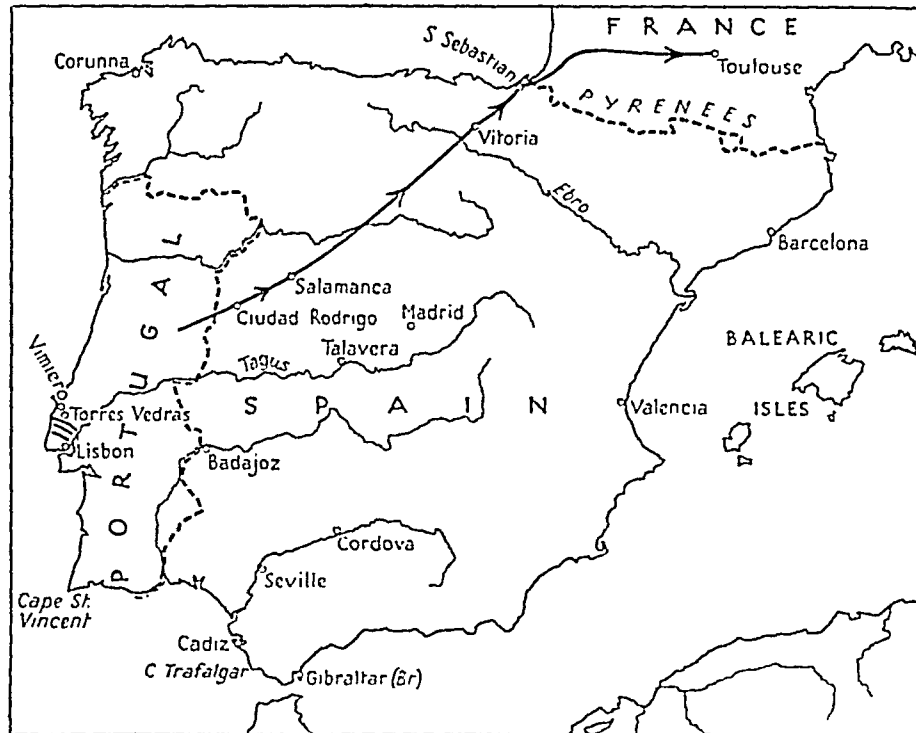 FRANCE
S Sebastian
Corunna
Toulouse
PYRENEES
Vitoria
Ebro
Barcelona
Salamanca
Ciudad Rodrigo
Madrid
Talavera
Tagus
BALEARIC
ISLES
Vimiero
Torres Vedras
Lisbon
PORTUGAL
SPAIN
Valencia
Badajoz
Cordova
Seville
Cape St.
Vincent
Cadiz
C Trafalgar
Gibraltar (Br)